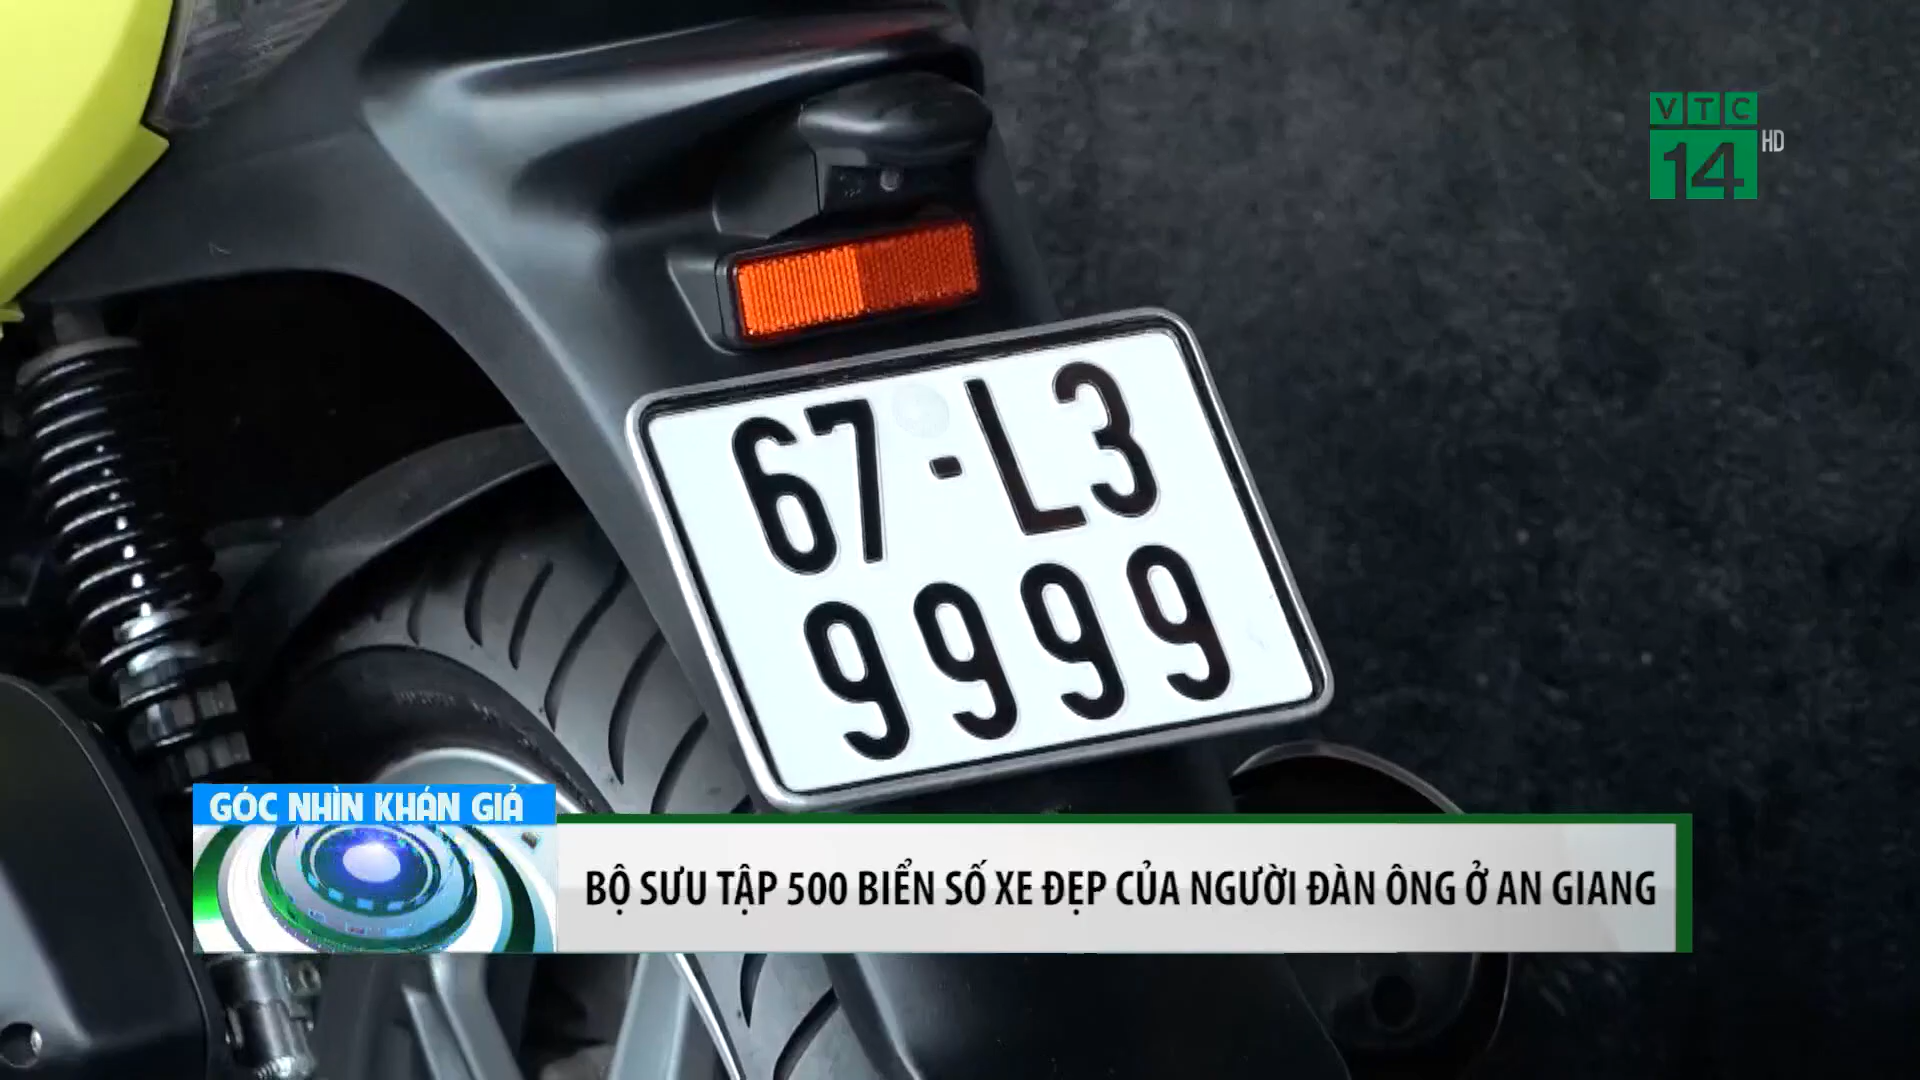 VTC
14 HD
67-L3
9999
GÓC NHÌN KHÁN GIẢ
BỘ SƯU TẬP 500 BIỂN SỐ XE ĐẸP CỦA NGƯỜI ĐÀN ÔNG Ở AN GIANG